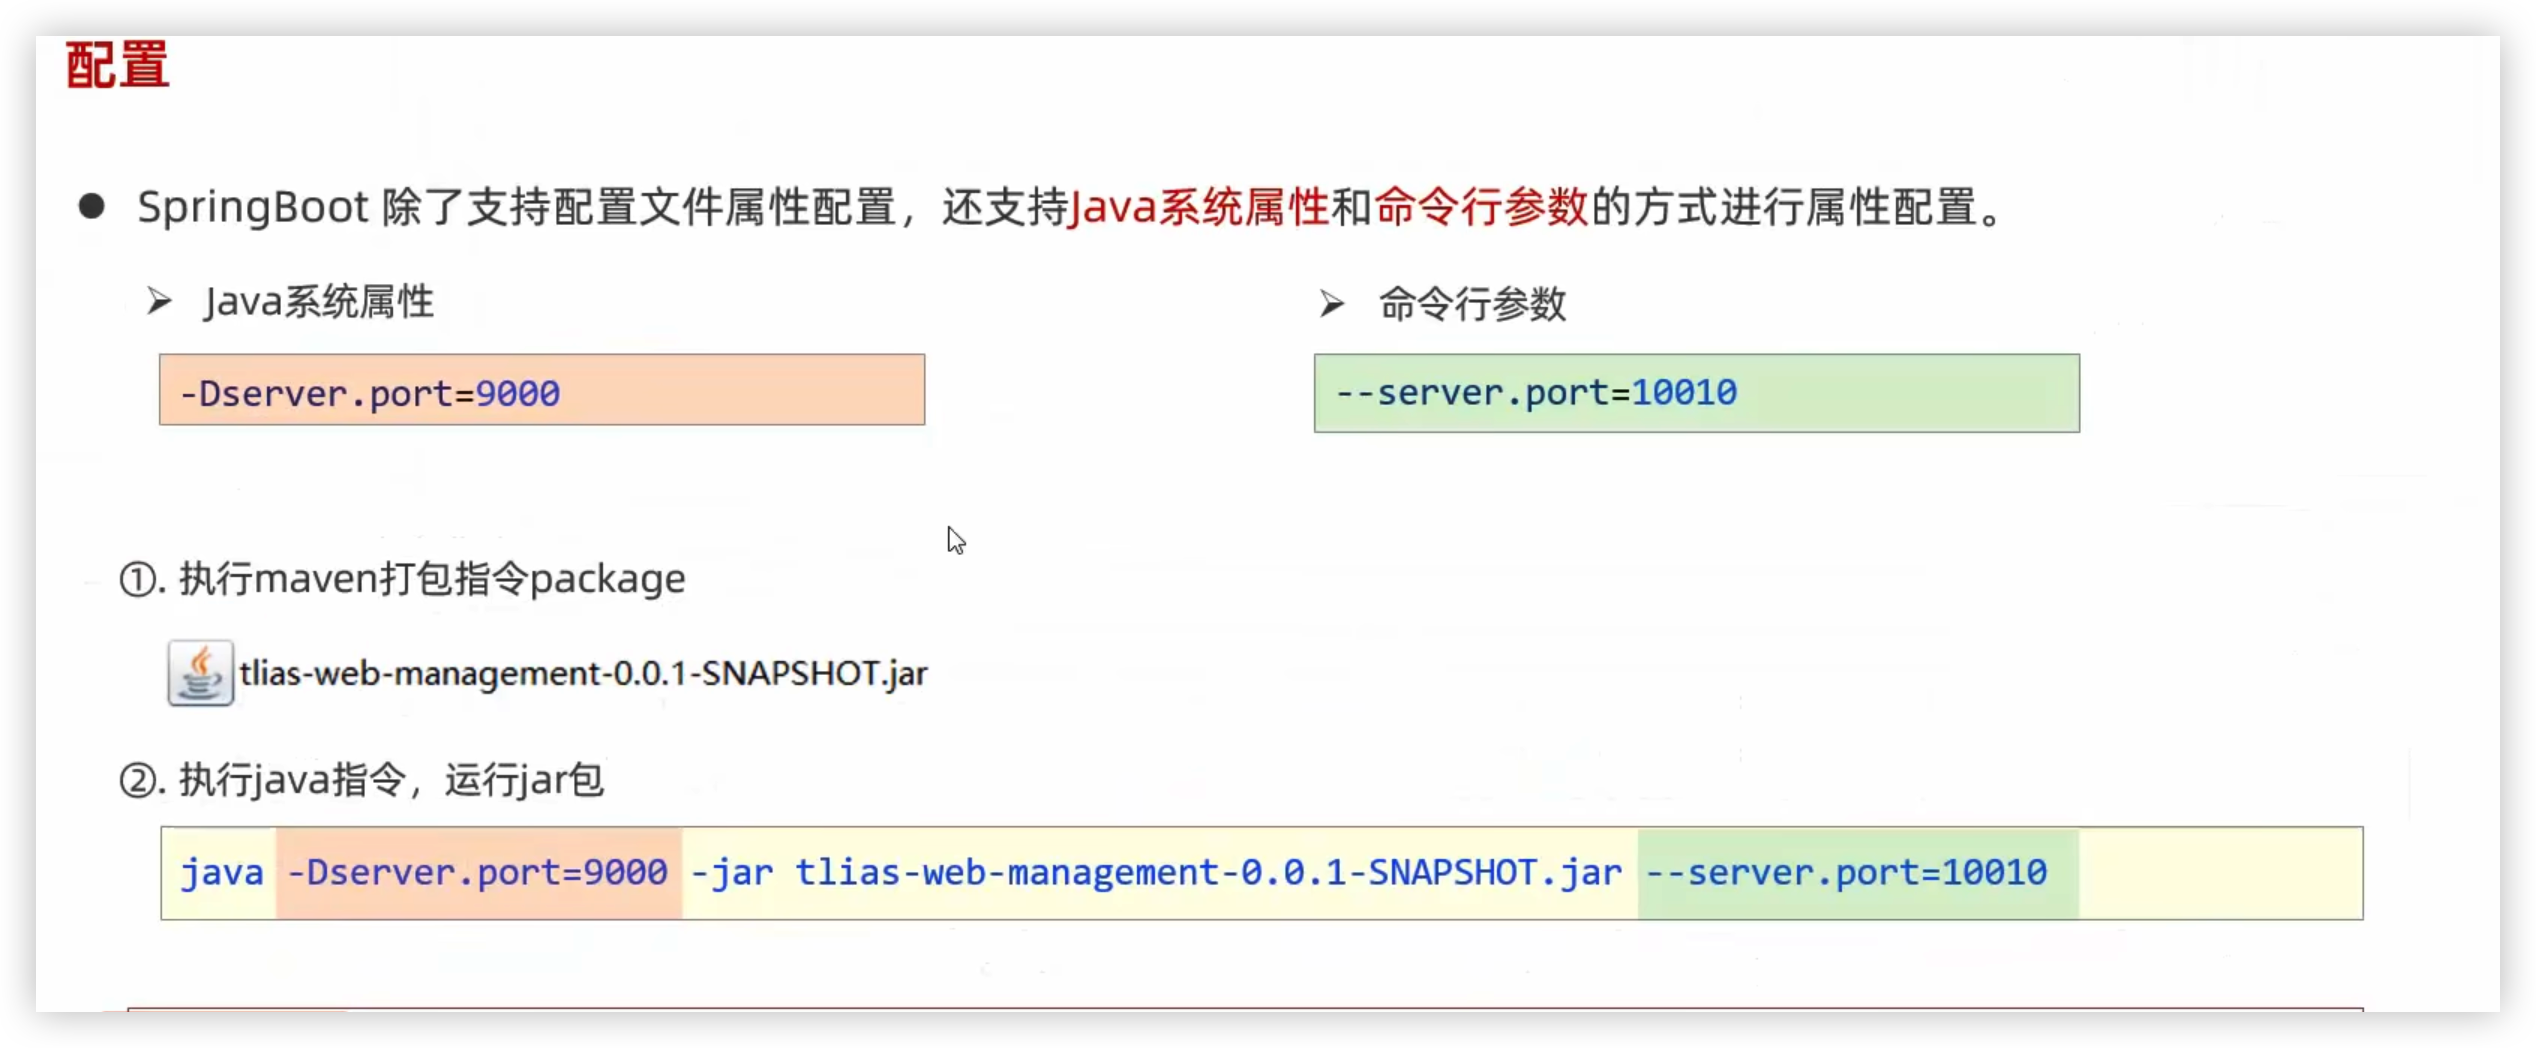 配置
SpringBoot 除了支持配置文件属性配置，还支持Java系统属性和命令行参数的方式进行属性配置。
Java系统属性
命令行参数
-Dserver.port=9000
--server.port=10010
①. 执行maven打包指令package
tlias-web-management-0.0.1-SNAPSHOT.jar
②. 执行java指令，运行jar包
java -Dserver.port=9000 -jar tlias-web-management-0.0.1-SNAPSHOT.jar --server.port=10010